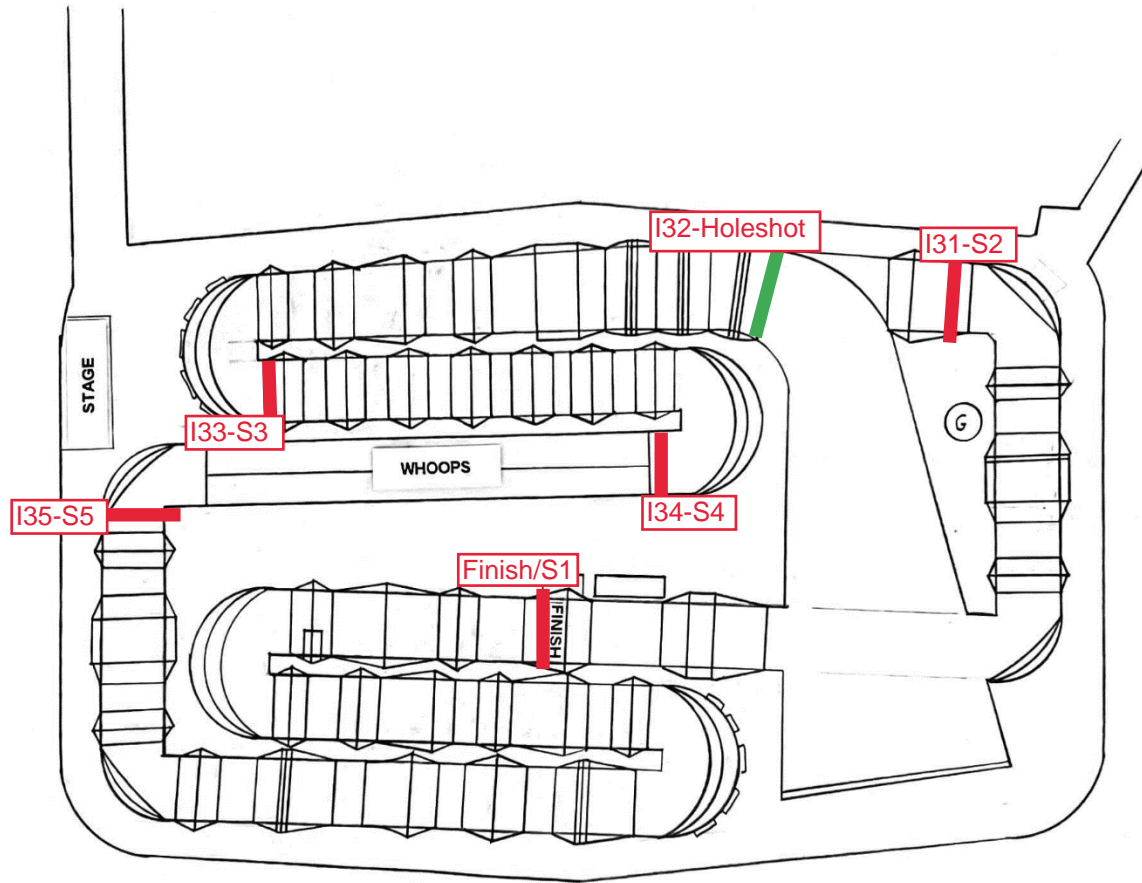 I32-Holeshot
I31-S2
STAGE
G
I33-S3
WHOOPS
I34-S4
I35-S5
Finish/S1
FINISH